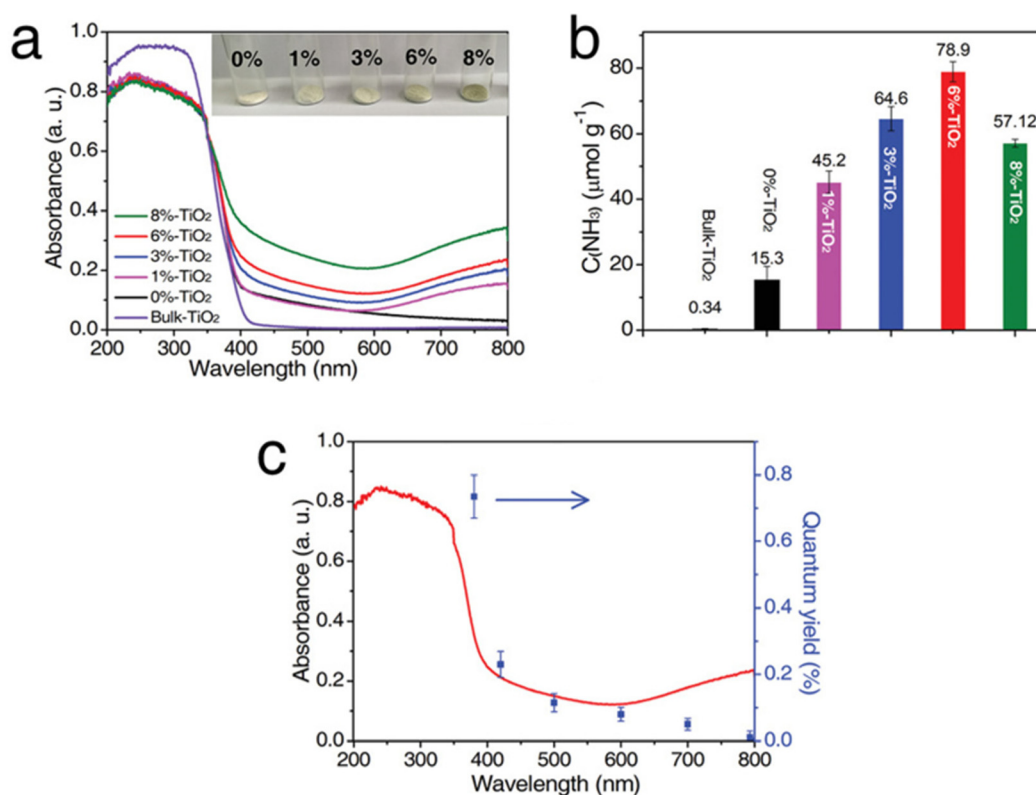 a
Absorbance (a. u.)
1.0
0.8
0.6
0.4
0.2
0.0
0% 1% 3% 6% 8%
8%-TiO₂
6%-TiO₂
3%-TiO₂
1%-TiO₂
0%-TiO₂
Bulk-TiO₂
200 300 400 500 600 700 800
Wavelength (nm)
b
C(NH₃) (μmol g⁻¹)
80
60
40
20
0
Bulk-TiO₂
0.34
0%-TiO₂
15.3
45.2
1%-TiO₂
64.6
3%-TiO₂
78.9
6%-TiO₂
57.12
8%-TiO₂
c
Absorbance (a. u.)
1.0
0.8
0.6
0.4
0.2
0.0
200 300 400 500 600 700 800
Wavelength (nm)
0.8
0.6
0.4
0.2
0.0
Quantum yield (%)